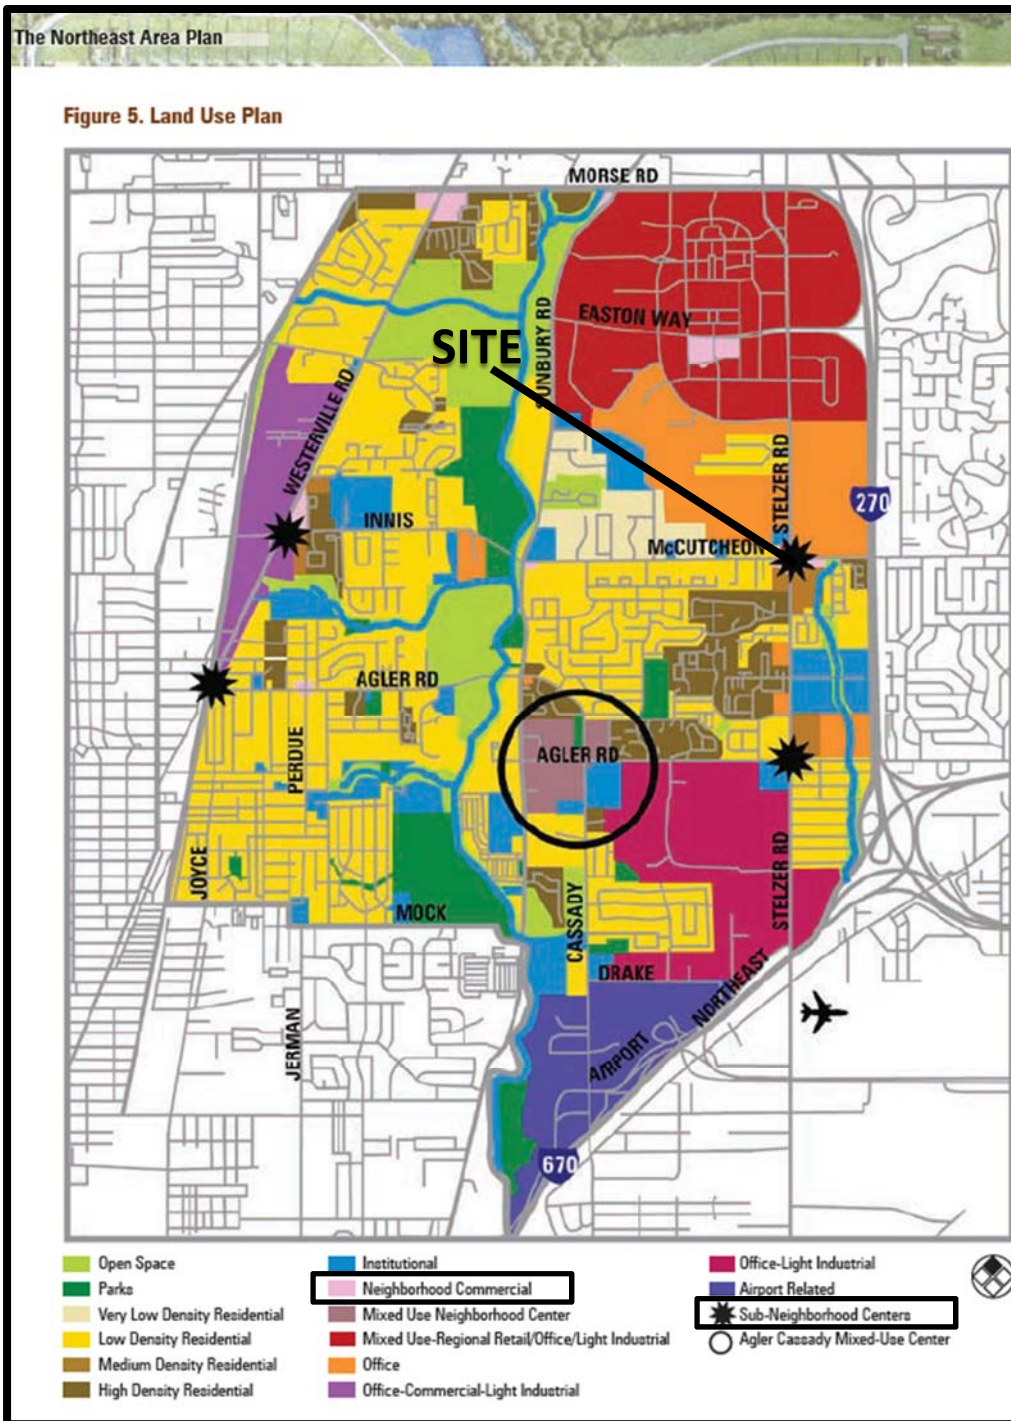 The Northeast Area Plan
Figure 5. Land Use Plan
MORSE RD
EASTON WAY
SITE
SUNBURY RD
WESTERVILLE RD
STELZER RD
270
INNIS
McCUTCHEON
AGLER RD
PERDUE
AGLER RD
JOYCE
STELZER RD
MOCK
CASSADY
DRAKE
NORTHEAST
AIRPORT
JERMAN
670
Open Space
Parks
Very Low Density Residential
Low Density Residential
Medium Density Residential
High Density Residential
Institutional
Neighborhood Commercial
Mixed Use Neighborhood Center
Mixed Use-Regional Retail/Office/Light Industrial
Office
Office-Commercial-Light Industrial
Office-Light Industrial
Airport Related
Sub-Neighborhood Centers
Agler Cassady Mixed-Use Center